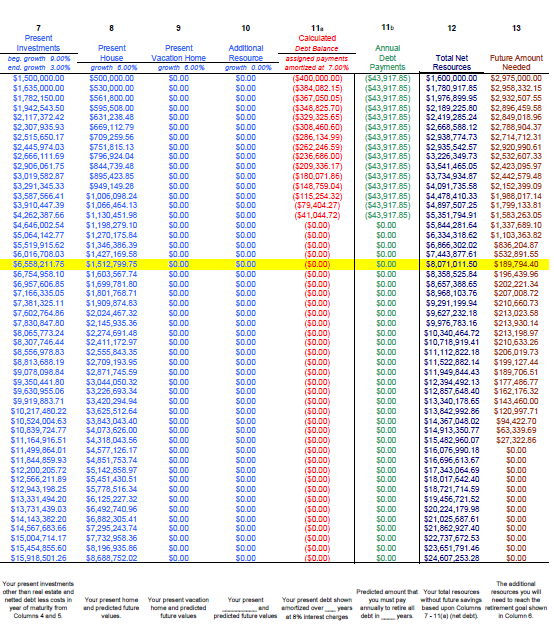 7 8 9 10 11a 11b 12 13
Present Calculated
Investments Present Present Additional Debt Balance Annual
beg. growth 9.00% House Vacation Home Resource assigned payments Debt Total Net Future Amount
end. growth 3.00% growth 6.00% growth 6.00% growth 0.00% amortized at 7.00% Payments Resources Needed
$1,500,000.00 $500,000.00 $0.00 $0.00 ($400,000.00) ($43,917.85) $1,600,000.00 $2,975,000.00
$1,635,000.00 $530,000.00 $0.00 $0.00 ($384,082.15) ($43,917.85) $1,780,917.85 $2,958,332.15
$1,782,150.00 $561,800.00 $0.00 $0.00 ($367,050.05) ($43,917.85) $1,976,899.95 $2,932,507.55
$1,942,543.50 $595,508.00 $0.00 $0.00 ($348,825.70) ($43,917.85) $2,189,225.80 $2,896,459.58
$2,117,372.42 $631,238.48 $0.00 $0.00 ($329,325.65) ($43,917.85) $2,419,285.24 $2,849,018.96
$2,307,935.93 $669,112.79 $0.00 $0.00 ($308,460.60) ($43,917.85) $2,668,588.12 $2,788,904.37
$2,515,650.17 $709,259.56 $0.00 $0.00 ($286,134.99) ($43,917.85) $2,938,774.73 $2,714,712.31
$2,445,974.03 $751,815.13 $0.00 $0.00 ($262,246.59) ($43,917.85) $2,935,542.57 $2,920,990.61
$2,666,111.69 $796,924.04 $0.00 $0.00 ($236,686.00) ($43,917.85) $3,226,349.73 $2,532,607.33
$2,906,061.75 $844,739.48 $0.00 $0.00 ($209,336.17) ($43,917.85) $3,541,465.05 $2,423,095.97
$3,019,582.87 $895,423.85 $0.00 $0.00 ($180,071.86) ($43,917.85) $3,734,934.87 $2,442,579.48
$3,291,345.33 $949,149.28 $0.00 $0.00 ($148,759.04) ($43,917.85) $4,091,735.58 $2,152,399.09
$3,587,566.41 $1,006,098.24 $0.00 $0.00 ($115,254.32) ($43,917.85) $4,478,410.33 $1,988,017.14
$3,910,447.39 $1,066,464.13 $0.00 $0.00 ($79,404.27) ($43,917.85) $4,897,507.25 $1,799,133.81
$4,262,387.66 $1,130,451.98 $0.00 $0.00 ($41,044.72) ($43,917.85) $5,351,794.91 $1,583,263.05
$4,646,002.54 $1,198,279.10 $0.00 $0.00 ($0.00) $0.00 $5,844,281.64 $1,337,689.10
$5,064,142.77 $1,270,175.84 $0.00 $0.00 ($0.00) $0.00 $6,334,318.62 $1,103,363.82
$5,519,915.62 $1,346,386.39 $0.00 $0.00 ($0.00) $0.00 $6,866,302.02 $836,204.87
$6,016,708.03 $1,427,169.58 $0.00 $0.00 ($0.00) $0.00 $7,443,877.61 $532,891.55
$6,558,211.75 $1,512,799.75 $0.00 $0.00 ($0.00) $0.00 $8,071,011.50 $189,794.40
$6,754,958.10 $1,603,567.74 $0.00 $0.00 ($0.00) $0.00 $8,358,525.84 $196,439.96
$6,957,606.85 $1,699,781.80 $0.00 $0.00 ($0.00) $0.00 $8,657,388.65 $202,221.34
$7,166,335.05 $1,801,768.71 $0.00 $0.00 ($0.00) $0.00 $8,968,103.76 $207,008.72
$7,381,325.11 $1,909,874.83 $0.00 $0.00 ($0.00) $0.00 $9,291,199.94 $210,660.73
$7,602,764.86 $2,024,467.32 $0.00 $0.00 ($0.00) $0.00 $9,627,232.18 $213,023.58
$7,830,847.80 $2,145,935.36 $0.00 $0.00 ($0.00) $0.00 $9,976,783.16 $213,930.14
$8,065,773.24 $2,274,691.48 $0.00 $0.00 ($0.00) $0.00 $10,340,464.72 $213,198.97
$8,307,746.44 $2,411,172.97 $0.00 $0.00 ($0.00) $0.00 $10,718,919.41 $210,633.26
$8,556,978.83 $2,555,843.35 $0.00 $0.00 ($0.00) $0.00 $11,112,822.18 $206,019.73
$8,813,688.19 $2,709,193.95 $0.00 $0.00 ($0.00) $0.00 $11,522,882.14 $199,127.44
$9,078,098.84 $2,871,745.59 $0.00 $0.00 ($0.00) $0.00 $11,949,844.43 $189,706.51
$9,350,441.80 $3,044,050.32 $0.00 $0.00 ($0.00) $0.00 $12,394,492.13 $177,486.77
$9,630,955.06 $3,226,693.34 $0.00 $0.00 ($0.00) $0.00 $12,857,648.40 $162,176.32
$9,919,883.71 $3,420,294.94 $0.00 $0.00 ($0.00) $0.00 $13,340,178.65 $143,460.00
$10,217,480.22 $3,625,512.64 $0.00 $0.00 ($0.00) $0.00 $13,842,992.86 $120,997.71
$10,524,004.63 $3,843,043.40 $0.00 $0.00 ($0.00) $0.00 $14,367,048.02 $94,422.70
$10,839,724.77 $4,073,626.00 $0.00 $0.00 ($0.00) $0.00 $14,913,350.77 $63,339.69
$11,164,916.51 $4,318,043.56 $0.00 $0.00 ($0.00) $0.00 $15,482,960.07 $27,322.86
$11,499,864.01 $4,577,126.17 $0.00 $0.00 ($0.00) $0.00 $16,076,990.18 $0.00
$11,844,859.93 $4,851,753.74 $0.00 $0.00 ($0.00) $0.00 $16,696,613.67 $0.00
$12,200,205.72 $5,142,858.97 $0.00 $0.00 ($0.00) $0.00 $17,343,064.69 $0.00
$12,566,211.89 $5,451,430.51 $0.00 $0.00 ($0.00) $0.00 $18,017,642.40 $0.00
$12,943,198.25 $5,778,516.34 $0.00 $0.00 ($0.00) $0.00 $18,721,714.59 $0.00
$13,331,494.20 $6,125,227.32 $0.00 $0.00 ($0.00) $0.00 $19,456,721.52 $0.00
$13,731,439.03 $6,492,740.96 $0.00 $0.00 ($0.00) $0.00 $20,224,179.98 $0.00
$14,143,382.20 $6,882,305.41 $0.00 $0.00 ($0.00) $0.00 $21,025,687.61 $0.00
$14,567,683.66 $7,295,243.74 $0.00 $0.00 ($0.00) $0.00 $21,862,927.40 $0.00
$15,004,714.17 $7,732,958.36 $0.00 $0.00 ($0.00) $0.00 $22,737,672.53 $0.00
$15,454,855.60 $8,196,935.86 $0.00 $0.00 ($0.00) $0.00 $23,651,791.46 $0.00
$15,918,501.26 $8,688,752.02 $0.00 $0.00 ($0.00) $0.00 $24,607,253.28 $0.00
Your present investments The additional
other than real estate and Predicted amount that Your total resources resources you will
netted debt less costs in Your present home Your present vacation Your present Your present debt shown you must pay without future savings need to reach the
year of maturity from and predicted future home and predicted ______ and amortized over ___ years annually to retire all based upon Columns retirement goal shown
Columns 4 and 5. values. future values predicted future values at 8% interest charges debt in ____ years. 7 - 11(a) (net debt). in Column 6.